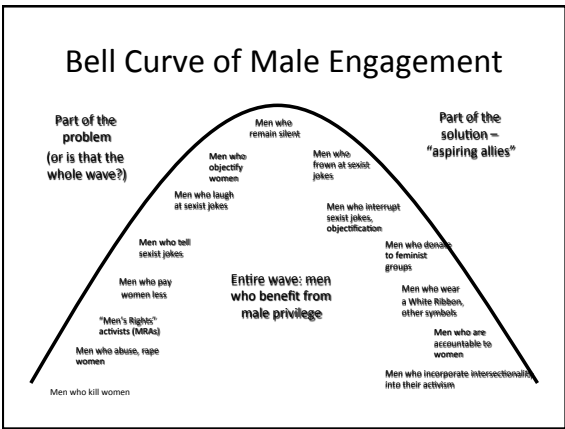 Bell Curve of Male Engagement
Part of the
problem
(or is that the
whole wave?)
Part of the
solution –
“aspiring allies”
Men who
remain silent
Men who
objectify
women
Men who
frown at sexist
jokes
Men who laugh
at sexist jokes
Men who interrupt
sexist jokes,
objectification
Men who tell
sexist jokes
Men who donate
to feminist
groups
Men who pay
women less
Entire wave: men
who benefit from
male privilege
Men who wear
a White Ribbon,
other symbols
“Men's Rights”
activists (MRAs)
Men who are
accountable to
women
Men who abuse, rape
women
Men who incorporate intersectionality
into their activism
Men who kill women